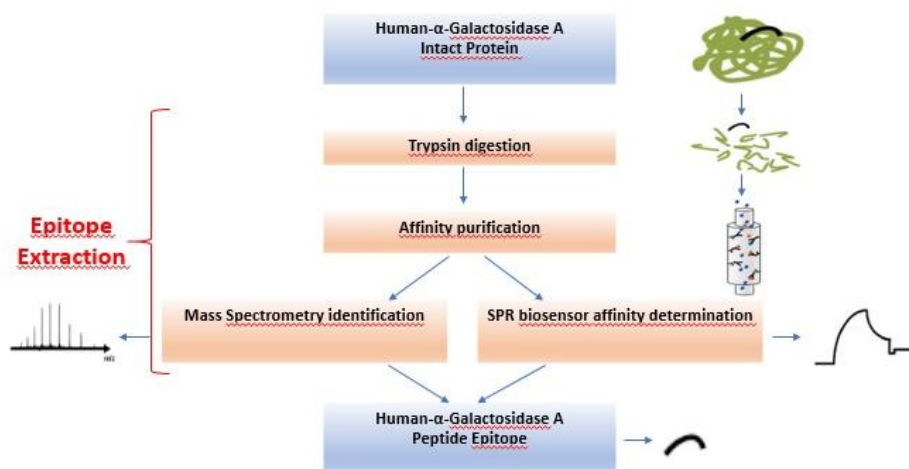 Human-α-Galactosidase A
Intact Protein
Trypsin digestion
Affinity purification
Epitope
Extraction
Mass Spectrometry identification
SPR biosensor affinity determination
Human-α-Galactosidase A
Peptide Epitope